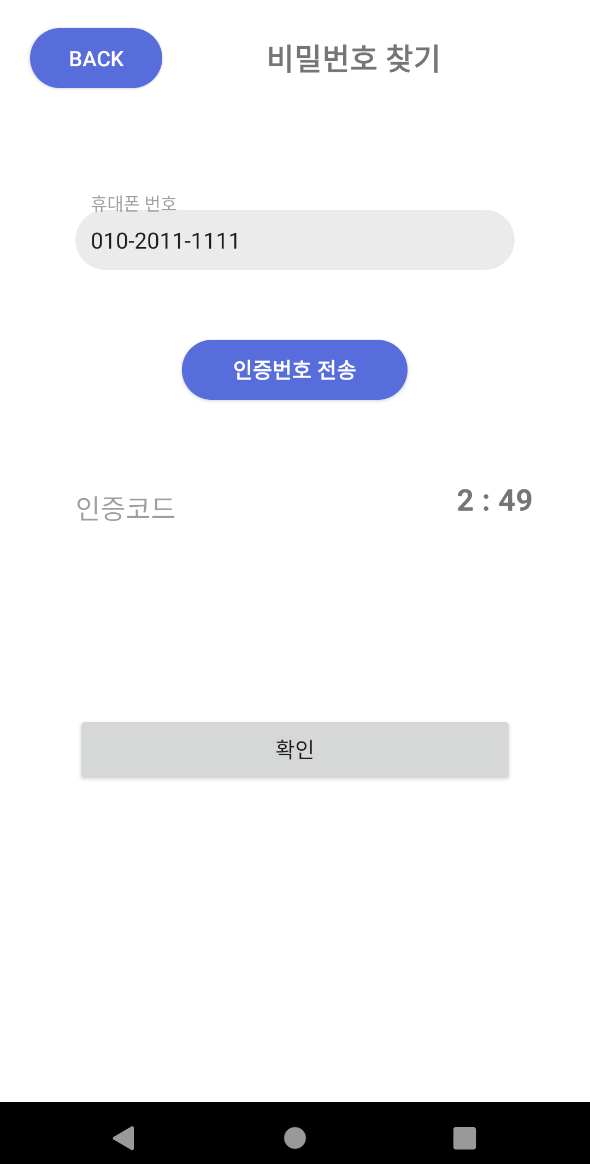 BACK
비밀번호 찾기
휴대폰 번호
010-2011-1111
인증번호 전송
인증코드
2 : 49
확인